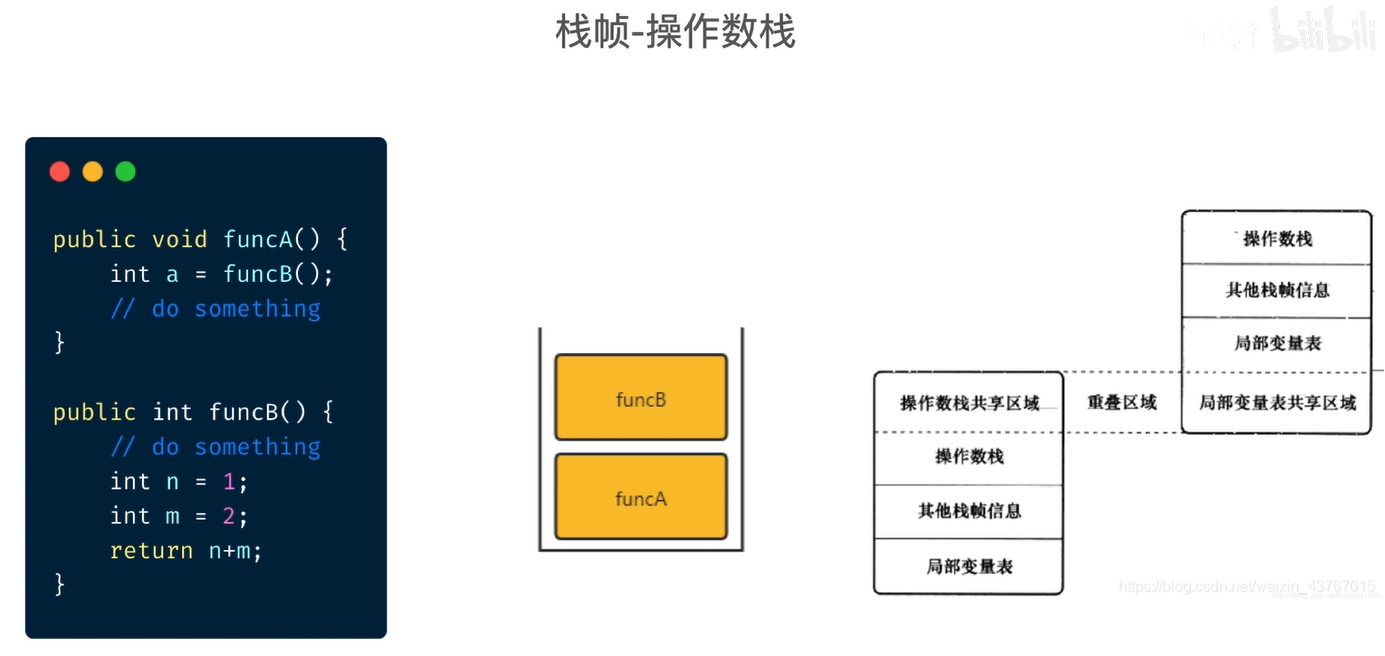 栈帧-操作数栈
bilibili
public void funcA() {
    int a = funcB();
    // do something
}
public int funcB() {
    // do something
    int n = 1;
    int m = 2;
    return n+m;
}
funcB
funcA
操作数栈
其他栈帧信息
局部变量表
操作数栈共享区域
重叠区域
局部变量表共享区域
操作数栈
其他栈帧信息
局部变量表
https://blog.csdn.net/weixin_43767015